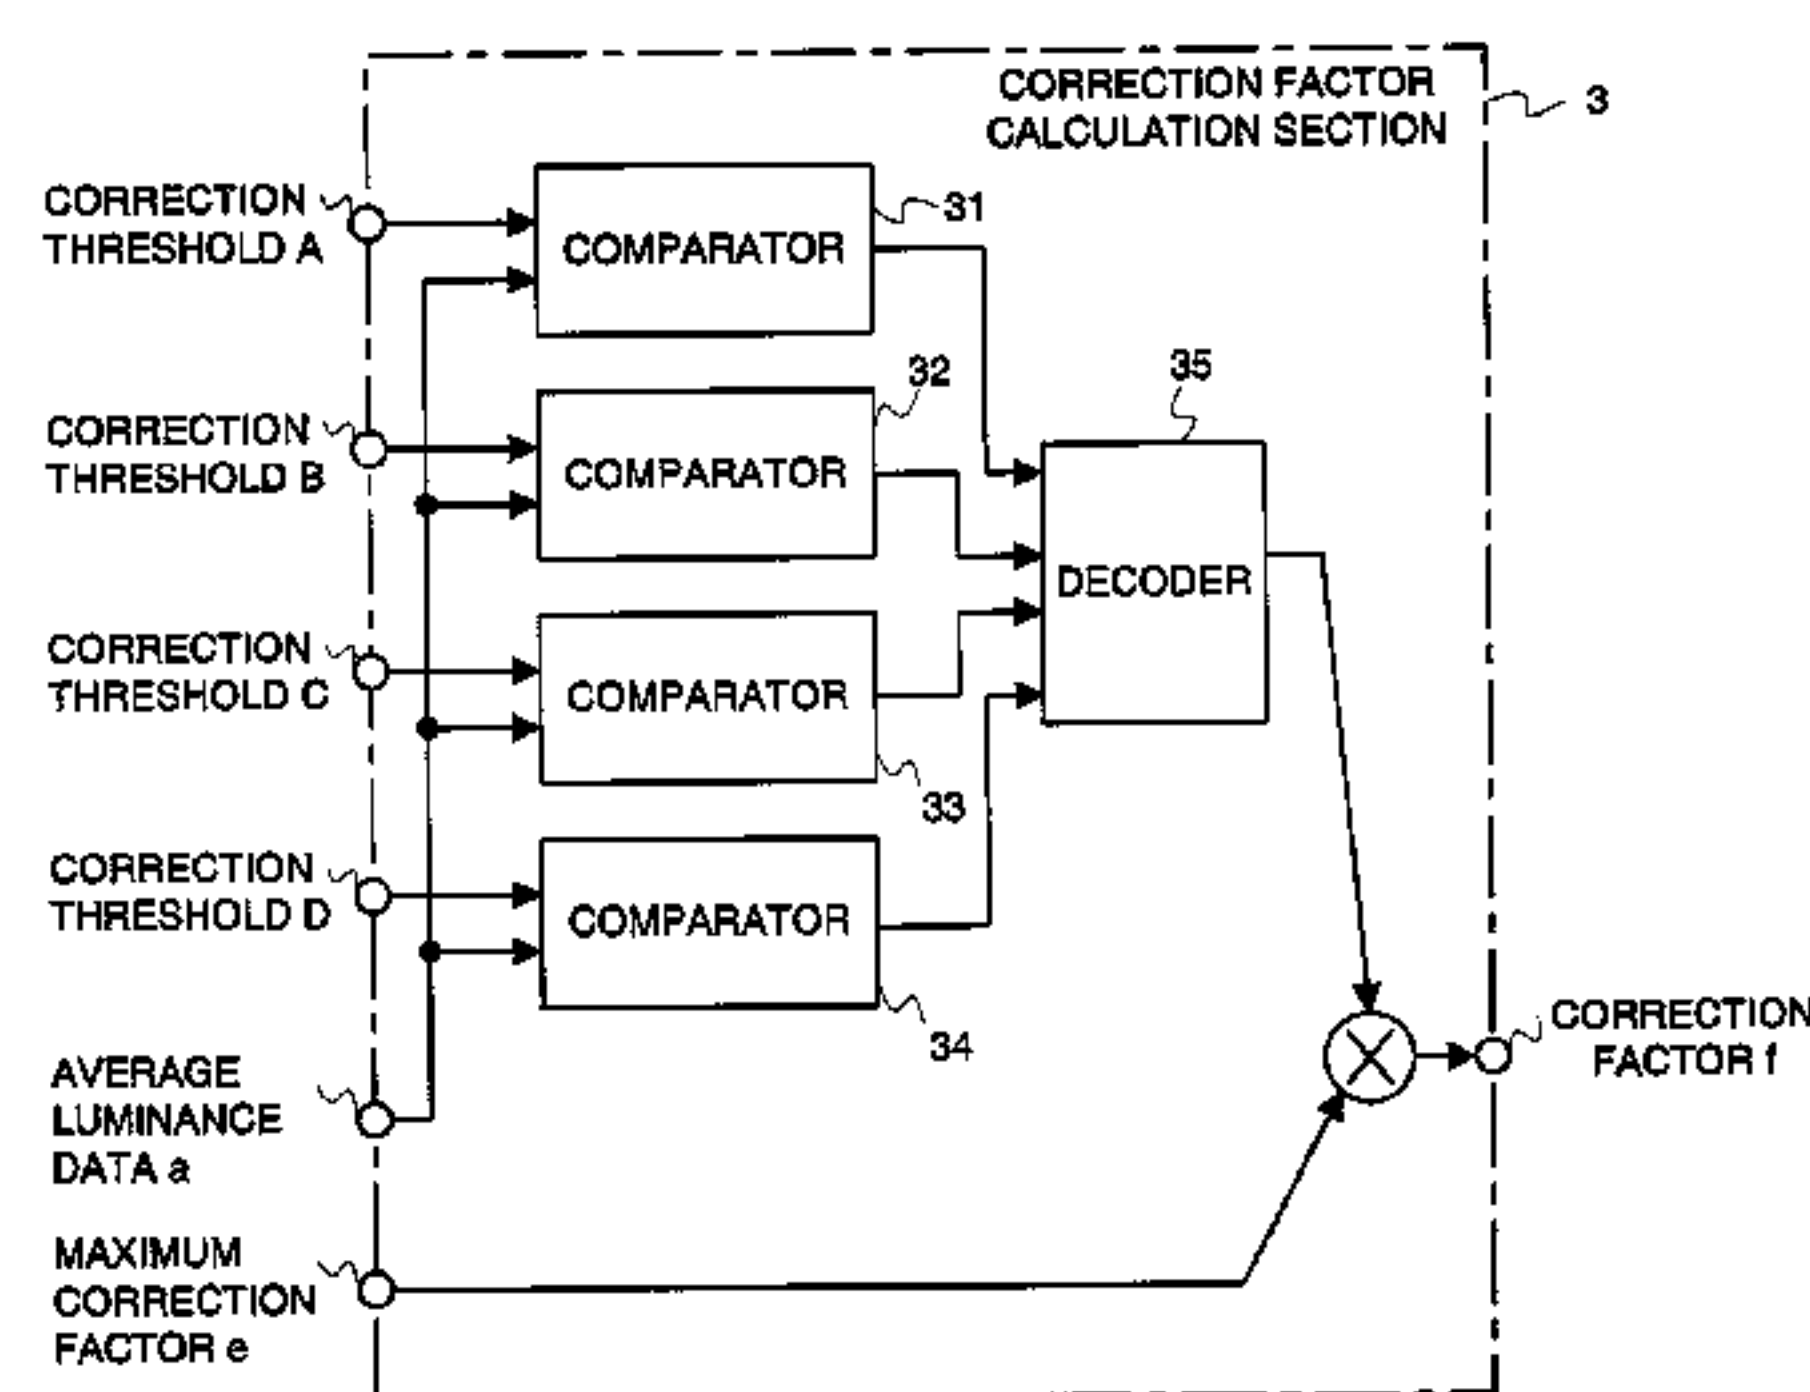 CORRECTION FACTOR
CALCULATION SECTION
3
CORRECTION
THRESHOLD A
COMPARATOR
31
CORRECTION
THRESHOLD B
COMPARATOR
32
35
DECODER
CORRECTION
THRESHOLD C
COMPARATOR
33
CORRECTION
THRESHOLD D
COMPARATOR
34
AVERAGE
LUMINANCE
DATA a
CORRECTION
FACTOR f
MAXIMUM
CORRECTION
FACTOR e